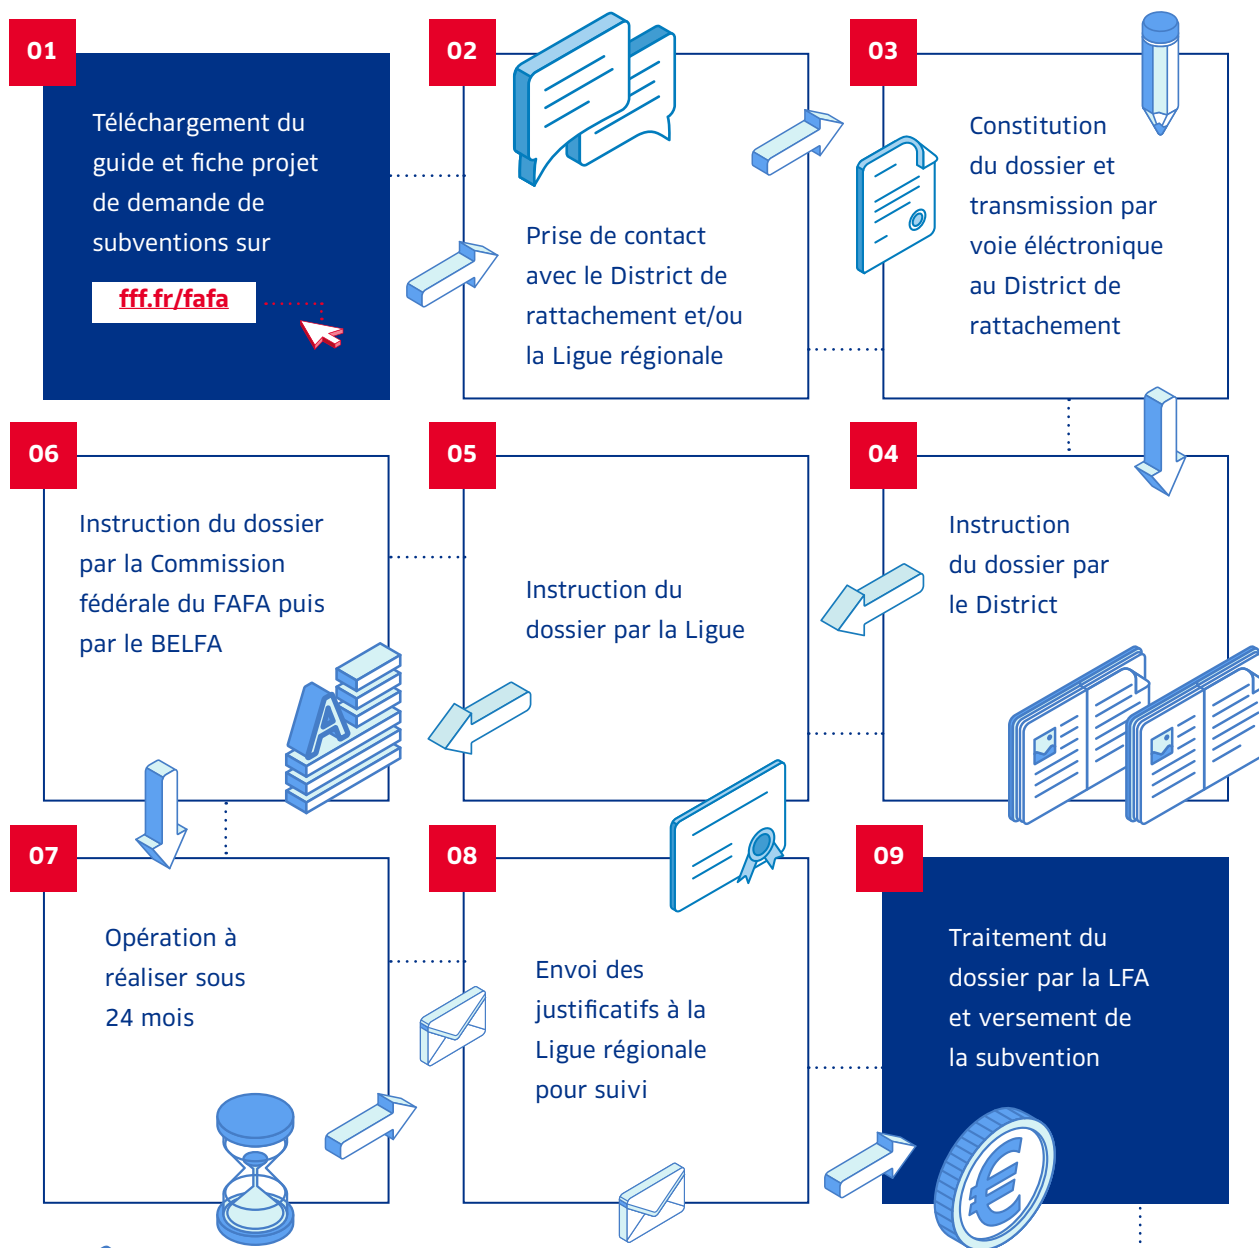 01
Téléchargement du
guide et fiche projet
de demande de
subventions sur
fff.fr/fafa
02
Prise de contact
avec le District de
rattachement et/ou
la Ligue régionale
03
Constitution
du dossier et
transmission par
voie éléctronique
au District de
rattachement
04
Instruction
du dossier par
le District
05
Instruction du
dossier par la Ligue
06
Instruction du dossier
par la Commission
fédérale du FAFA puis
par le BELFA
A
07
Opération à
réaliser sous
24 mois
08
Envoi des
justificatifs à la
Ligue régionale
pour suivi
09
Traitement du
dossier par la LFA
et versement de
la subvention
€